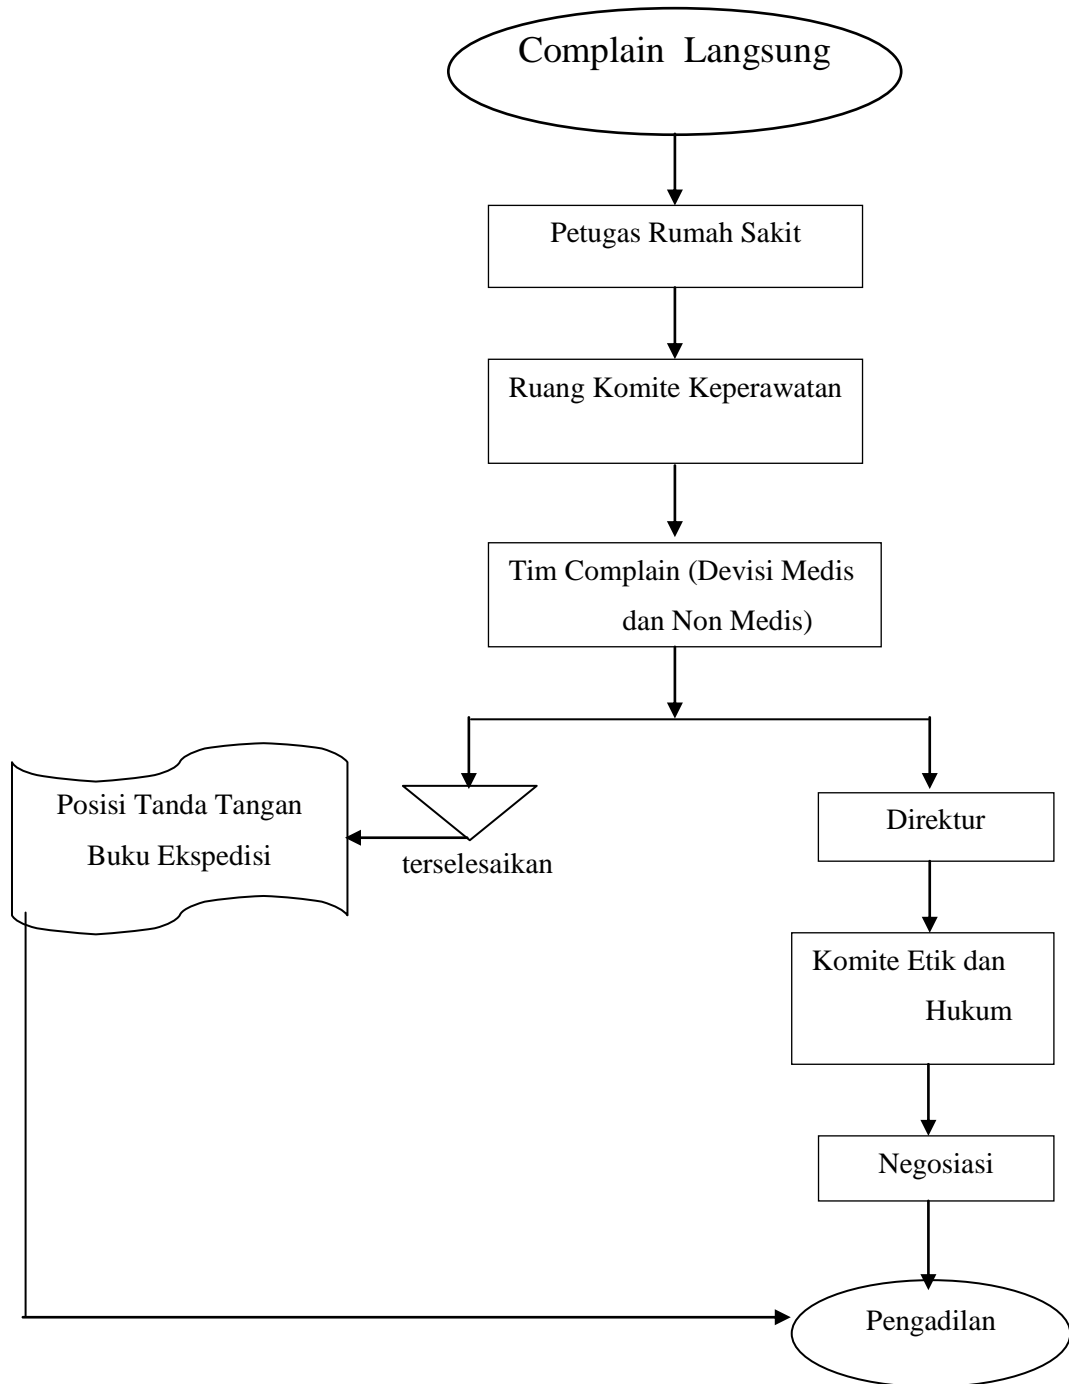 Complain Langsung
Petugas Rumah Sakit
Ruang Komite Keperawatan
Tim Complain (Devisi Medis
dan Non Medis)
Posisi Tanda Tangan
Buku Ekspedisi
terselesaikan
Direktur
Komite Etik dan
Hukum
Negosiasi
Pengadilan